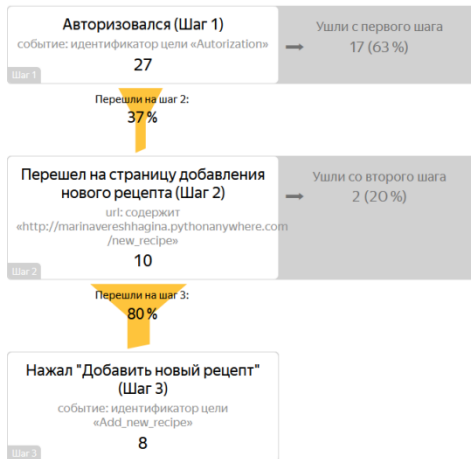 Авторизовался (Шаг 1)
событие: идентификатор цели «Autorization»
27
Шаг 1
Ушли с первого шага
17 (63 %)
Перешли на шаг 2:
37 %
Перешел на страницу добавления
нового рецепта (Шаг 2)
url: содержит
«http://marinavereshhagina.pythonanywhere.com
/new_recipe»
10
Шаг 2
Ушли со второго шага
2 (20 %)
Перешли на шаг 3:
80 %
Нажал "Добавить новый рецепт"
(Шаг 3)
событие: идентификатор цели
«Add_new_recipe»
8
Шаг 3